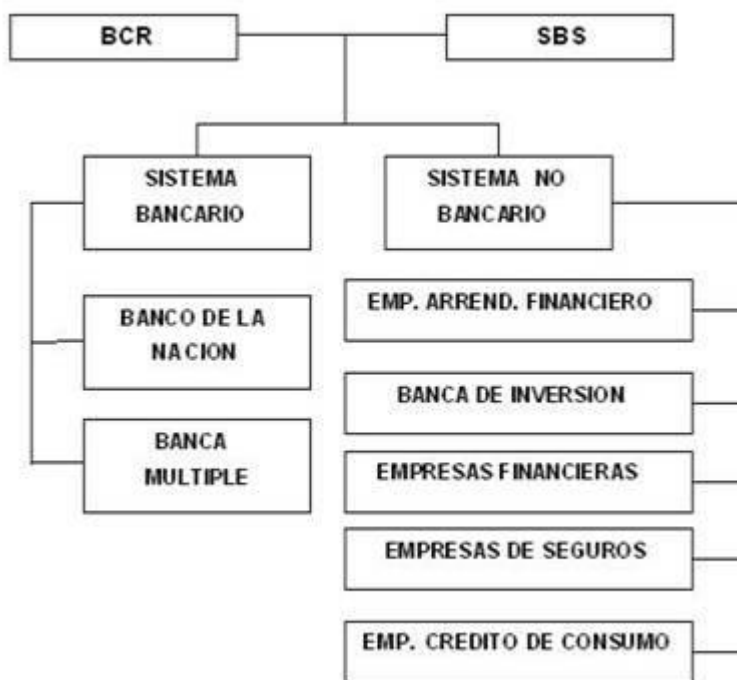 BCR
SBS
SISTEMA
BANCARIO
SISTEMA NO
BANCARIO
BANCO DE LA
NACION
BANCA
MULTIPLE
EMP. ARREND. FINANCIERO
BANCA DE INVERSION
EMPRESAS FINANCIERAS
EMPRESAS DE SEGUROS
EMP. CREDITO DE CONSUMO